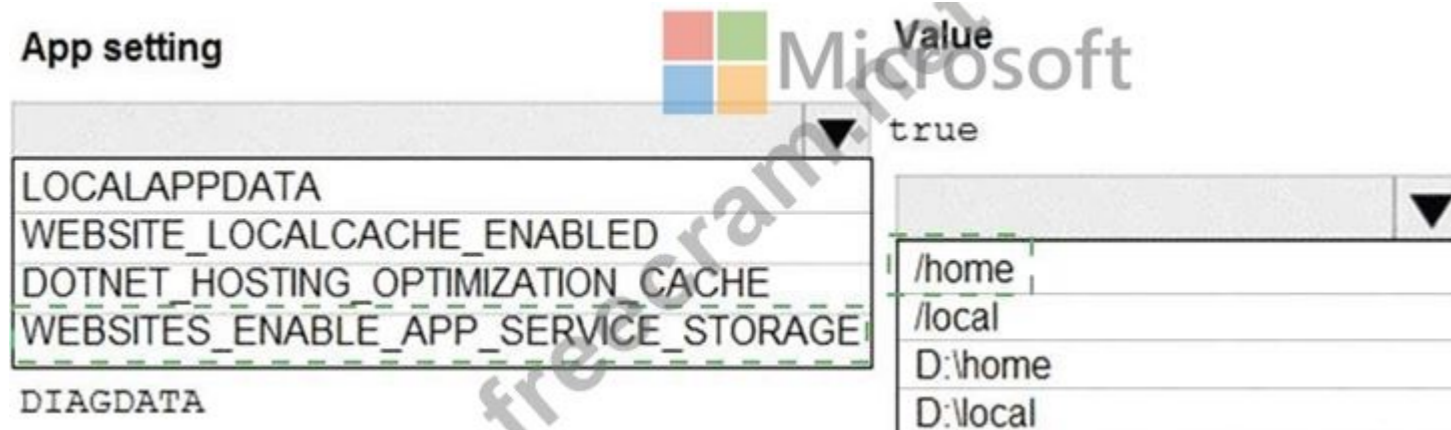 App setting
Microsoft
Value
true
LOCALAPPDATA
WEBSITE_LOCALCACHE_ENABLED
DOTNET_HOSTING_OPTIMIZATION_CACHE
WEBSITES_ENABLE_APP_SERVICE_STORAGE
DIAGDATA
/home
/local
D:\home
D:\local
freecram.net